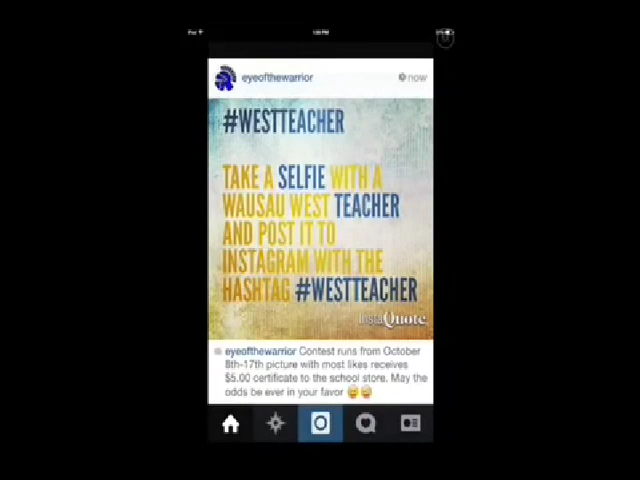 eyeofthewarrior now
#WESTTEACHER
TAKE A SELFIE WITH A
WAUSAU WEST TEACHER
AND POST IT TO
INSTAGRAM WITH THE
HASHTAG #WESTTEACHER
InstaQuote
eyeofthewarrior Contest runs from October
8th-17th picture with most likes receives
$5.00 certificate to the school store. May the
odds be ever in your favor